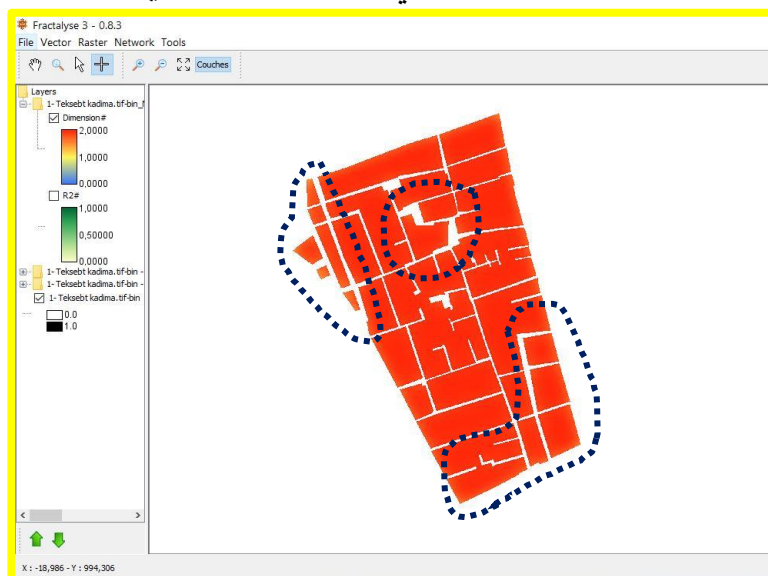 Fractalyse 3 - 0.8.3
File Vector Raster Network Tools
Couches
Layers
1- Teksebt kadima.tif-bin_
Dimension#
2,0000
1,0000
0,0000
R2#
1,0000
0,50000
0,0000
1- Teksebt kadima.tif-bin -
1- Teksebt kadima.tif-bin -
1- Teksebt kadima.tif-bin
0.0
1.0
X : -18,986 - Y : 994,306